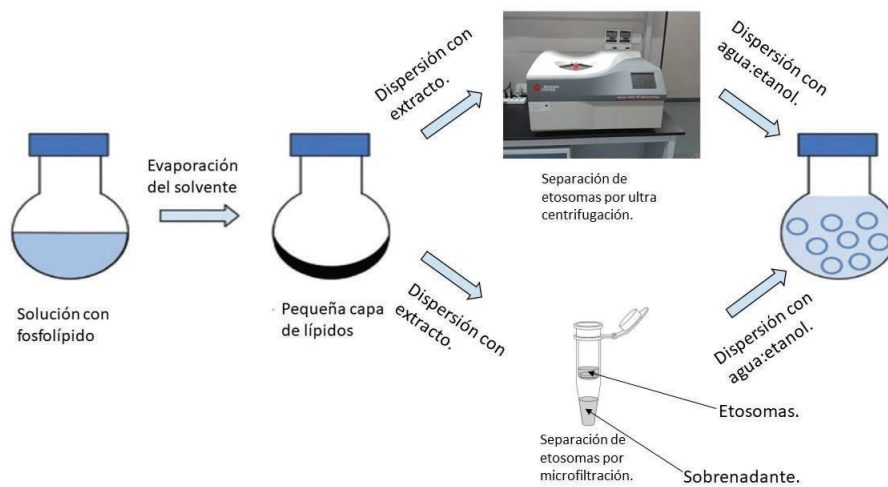 Solución con
fosfolípido
Evaporación
del solvente
Pequeña capa
de lípidos
Dispersión con
extracto.
Separación de
etosomas por ultra
centrifugación.
Dispersión con
agua:etanol.
Dispersión con
extracto.
Etosomas.
Sobrenadante.
Separación de
etosomas por
microfiltración.
Dispersión con
agua:etanol.